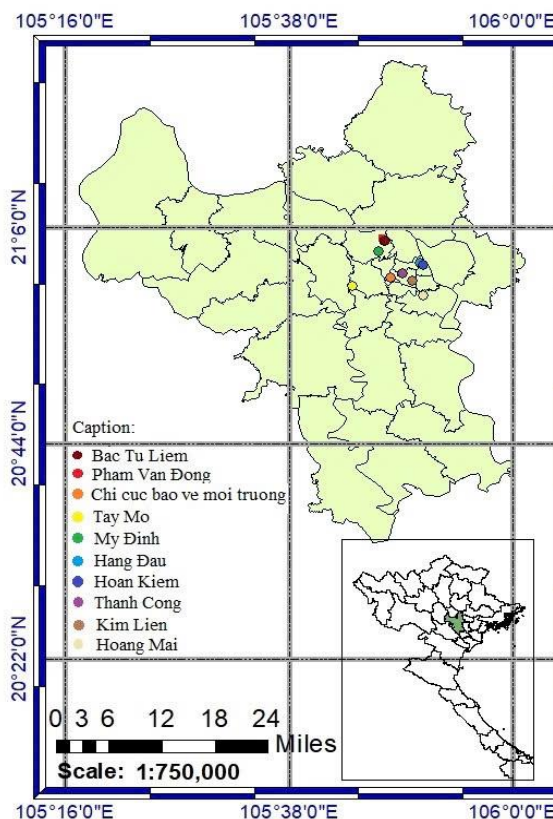 105°16'0"E 105°38'0"E 106°0'0"E
21°6'0"N
20°44'0"N
20°22'0"N
Caption:
Bac Tu Liem
Pham Van Đong
Chi cuc bao ve moi truong
Tay Mo
My Đinh
Hang Đau
Hoan Kiem
Thanh Cong
Kim Lien
Hoang Mai
0 3 6 12 18 24
Miles
Scale: 1:750,000
105°16'0"E 105°38'0"E 106°0'0"E